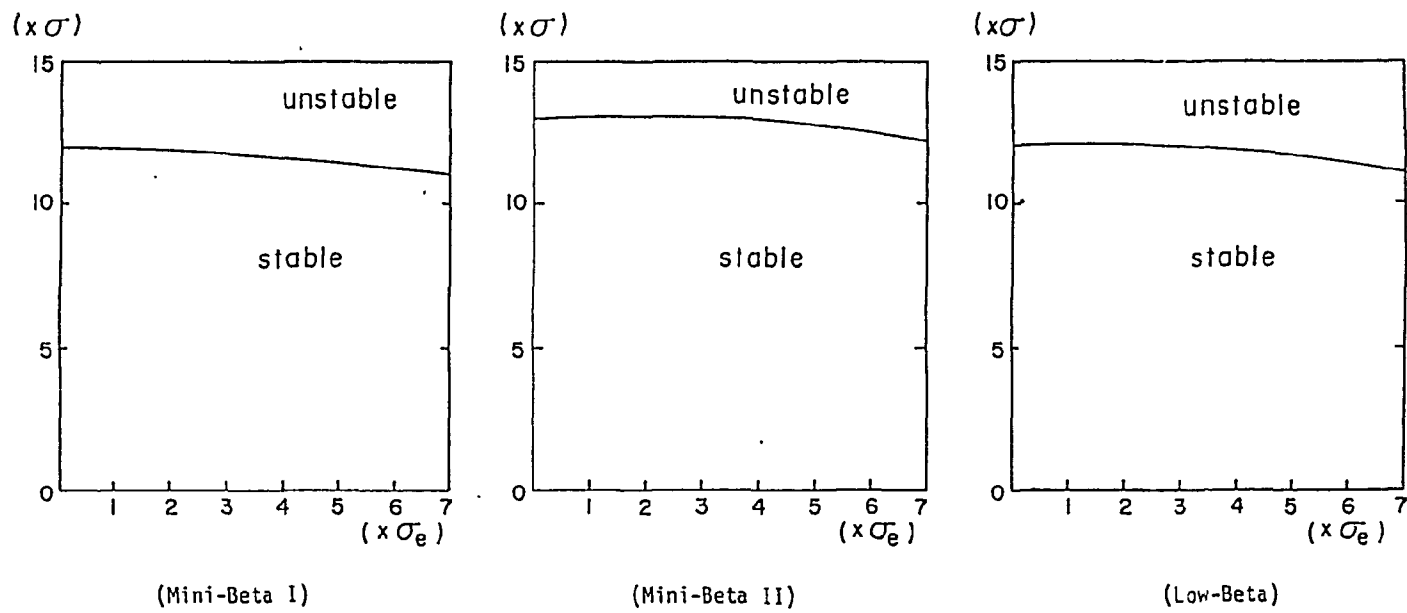 (xσ)
15
unstable
10
stable
5
0
1 2 3 4 5 6 7
(xσe)
(Mini-Beta I)
(xσ)
15
unstable
10
stable
5
0
1 2 3 4 5 6 7
(xσe)
(Mini-Beta II)
(xσ)
15
unstable
10
stable
5
0
1 2 3 4 5 6 7
(xσe)
(Low-Beta)